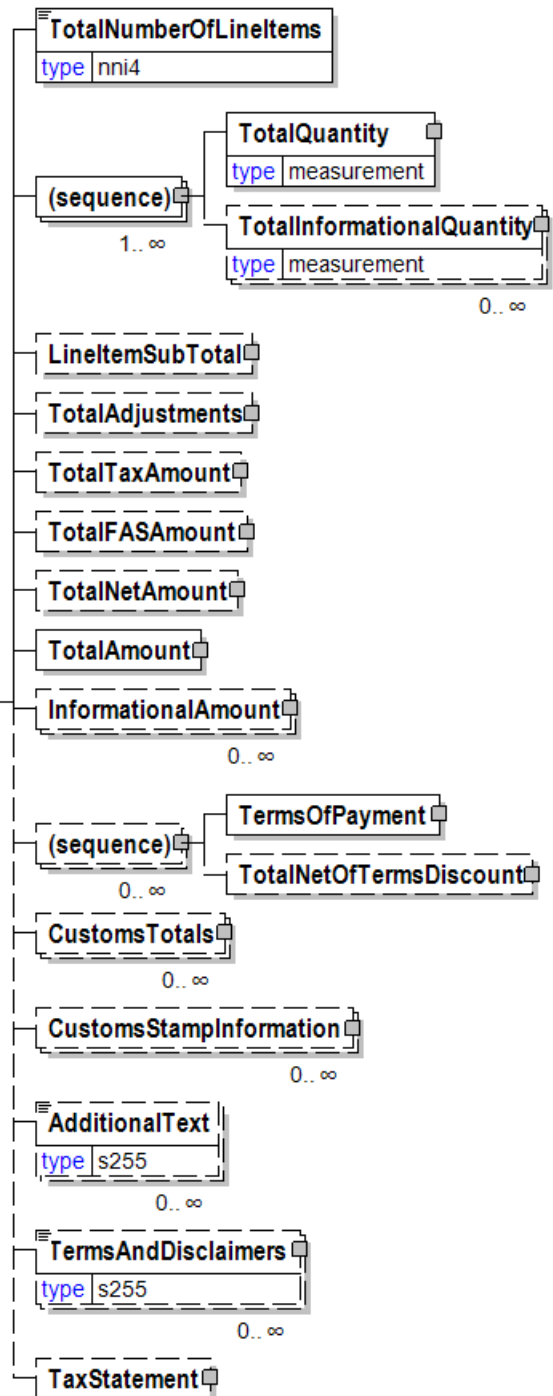 TotalNumberOfLineItems
type nni4
TotalQuantity
type measurement
(sequence)
1.. ∞
TotalInformationalQuantity
type measurement
0.. ∞
LineItemSubTotal
TotalAdjustments
TotalTaxAmount
TotalFASAmount
TotalNetAmount
TotalAmount
InformationalAmount
0.. ∞
TermsOfPayment
(sequence)
0.. ∞
TotalNetOfTermsDiscount
CustomsTotals
0.. ∞
CustomsStampInformation
0.. ∞
AdditionalText
type s255
0.. ∞
TermsAndDisclaimers
type s255
0.. ∞
TaxStatement